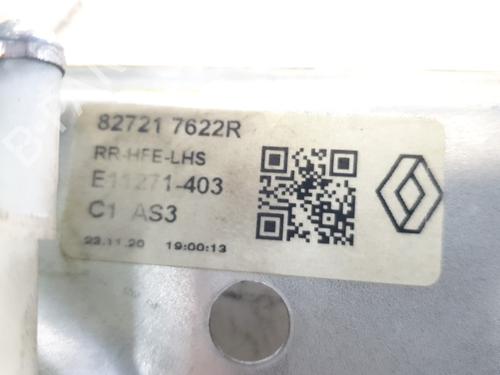 82721 7622R
RR-HFE-LHS
E11271-403
C1 AS3
23.11.20 19:00:13